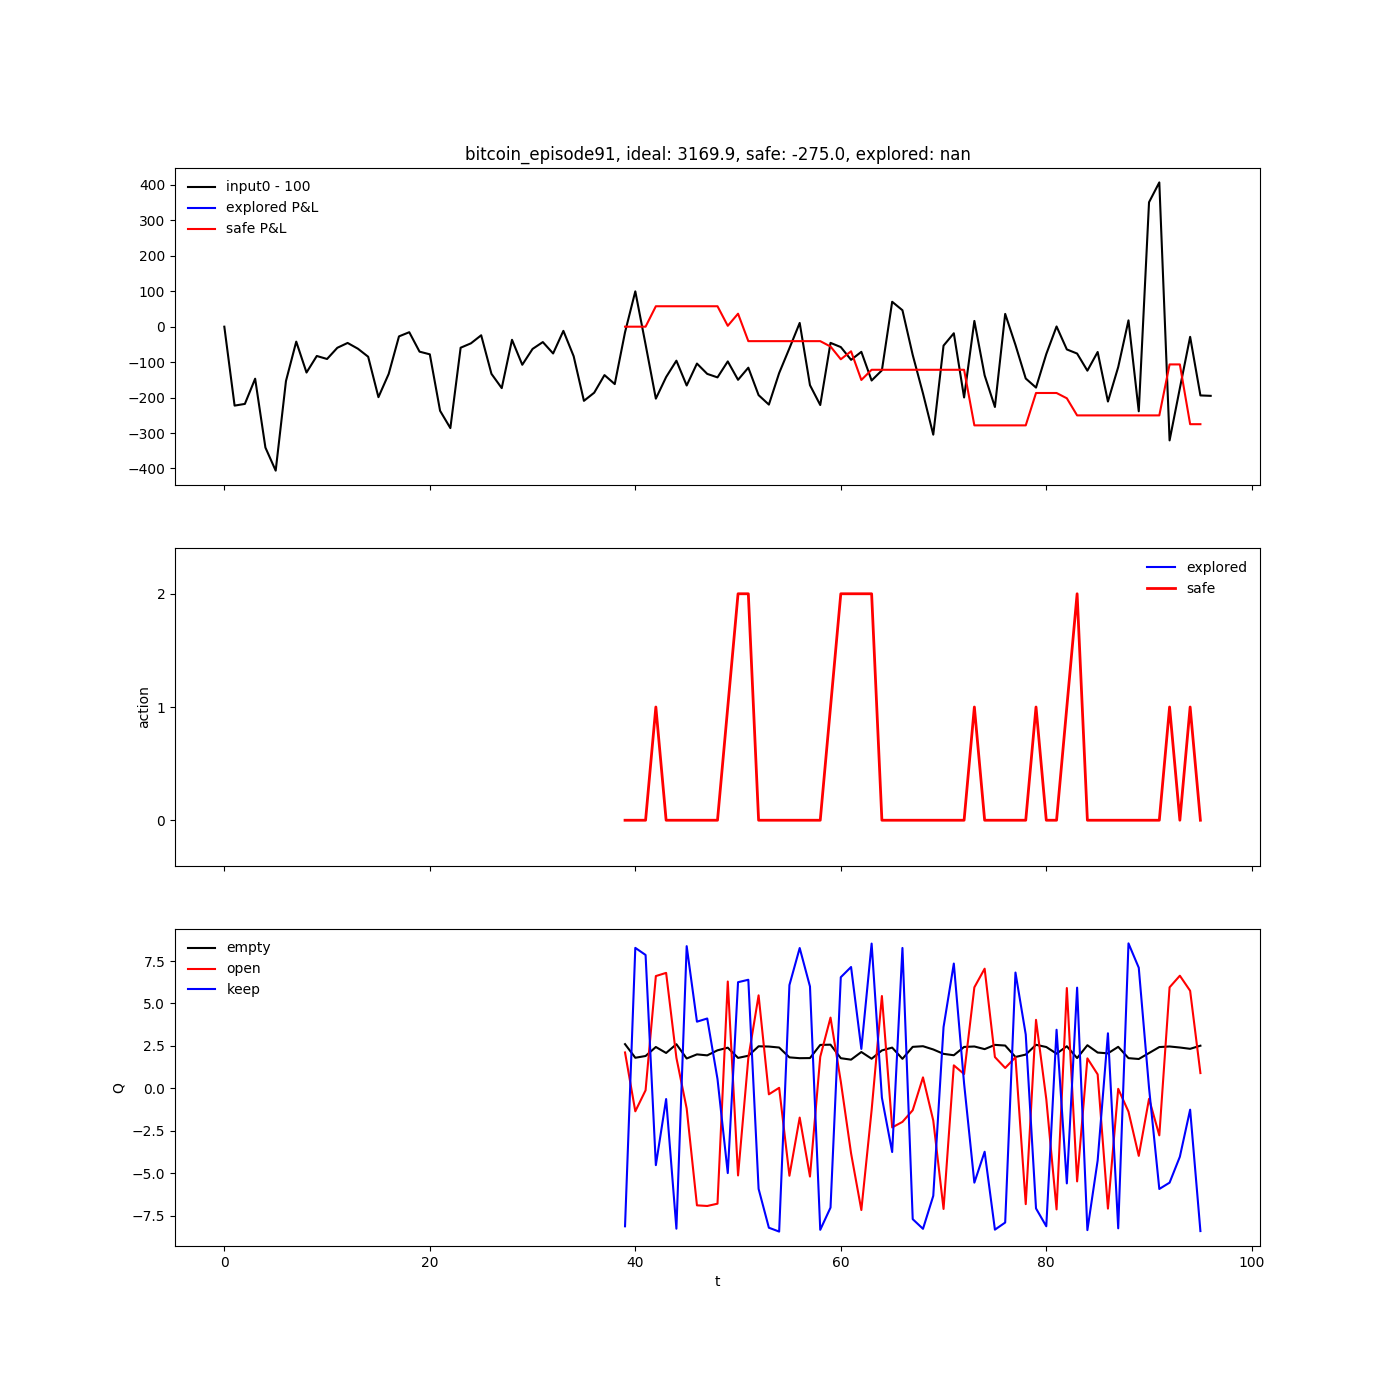 bitcoin_episode91, ideal: 3169.9, safe: -275.0, explored: nan
input0 - 100
explored P&L
safe P&L
400
300
200
100
0
−100
−200
−300
−400
explored
safe
action
2
1
0
empty
open
keep
Q
7.5
5.0
2.5
0.0
−2.5
−5.0
−7.5
0 20 40 60 80 100
t